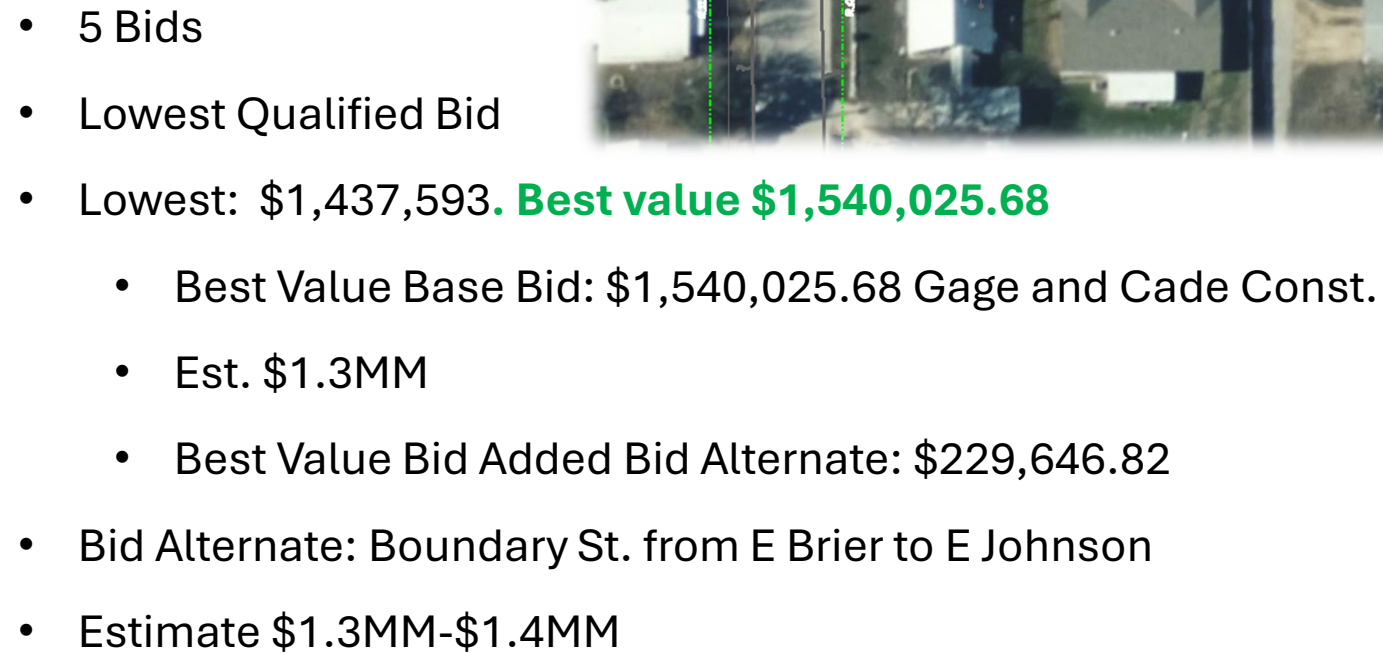 • 5 Bids
• Lowest Qualified Bid
• Lowest: $1,437,593. Best value $1,540,025.68
• Best Value Base Bid: $1,540,025.68 Gage and Cade Const.
• Est. $1.3MM
• Best Value Bid Added Bid Alternate: $229,646.82
• Bid Alternate: Boundary St. from E Brier to E Johnson
• Estimate $1.3MM-$1.4MM